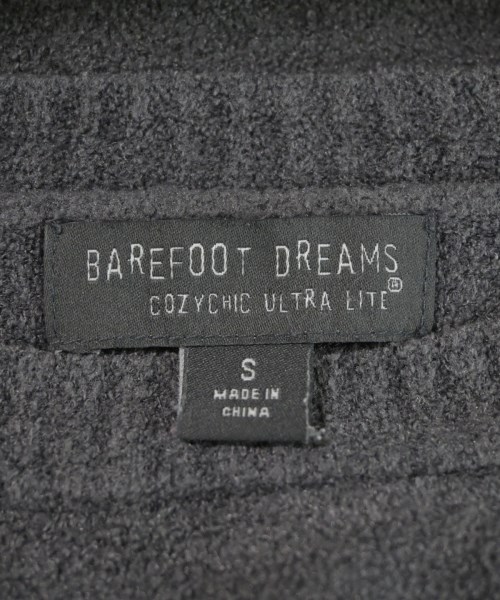 BAREFOOT DREAMS
COZYCHIC ULTRA LITE®
S
MADE IN
CHINA